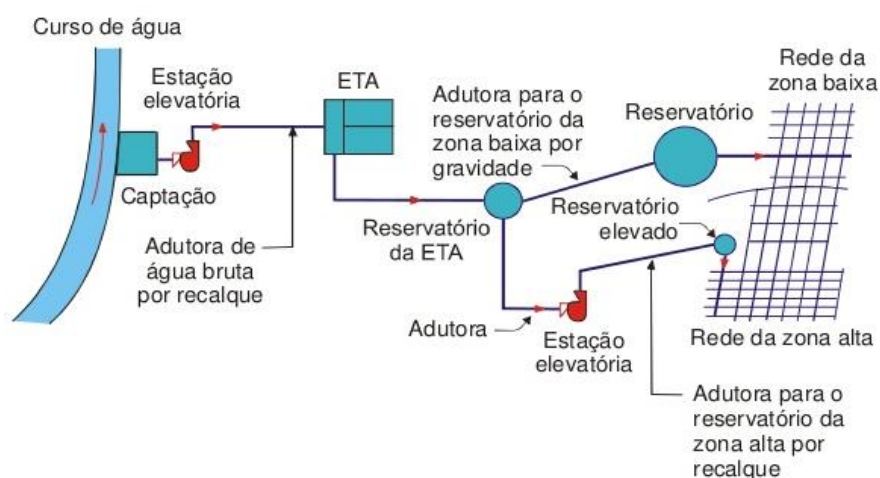 Curso de água
Estação
elevatória
ETA
Captação
Adutora de
água bruta
por recalque
Adutora para o
reservatório da
zona baixa por
gravidade
Reservatório
Rede da
zona baixa
Reservatório
da ETA
Reservatório
elevado
Adutora
Estação
elevatória
Rede da zona alta
Adutora para o
reservatório da
zona alta por
recalque